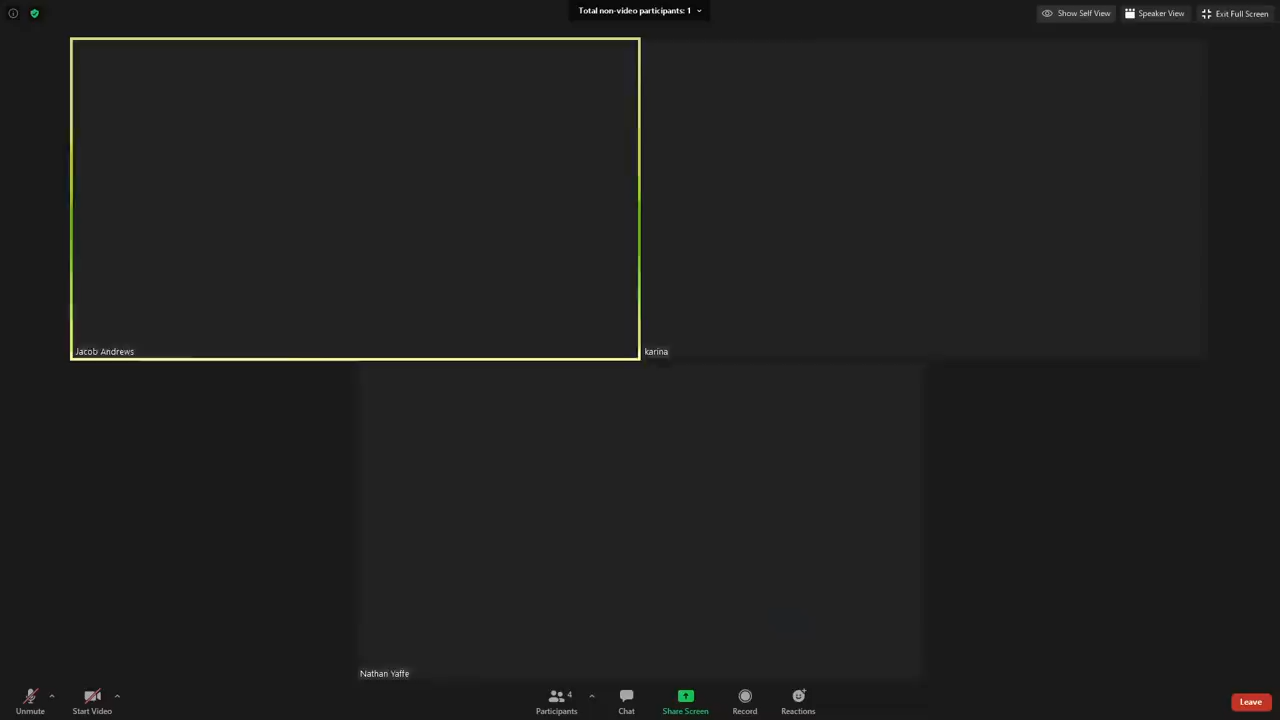 Total non-video participants: 1
Show Self View
Speaker View
Exit Full Screen
Jacob Andrews
karina
Nathan Yaffe
Unmute
Start Video
4
Participants
Chat
Share Screen
Record
Reactions
Leave